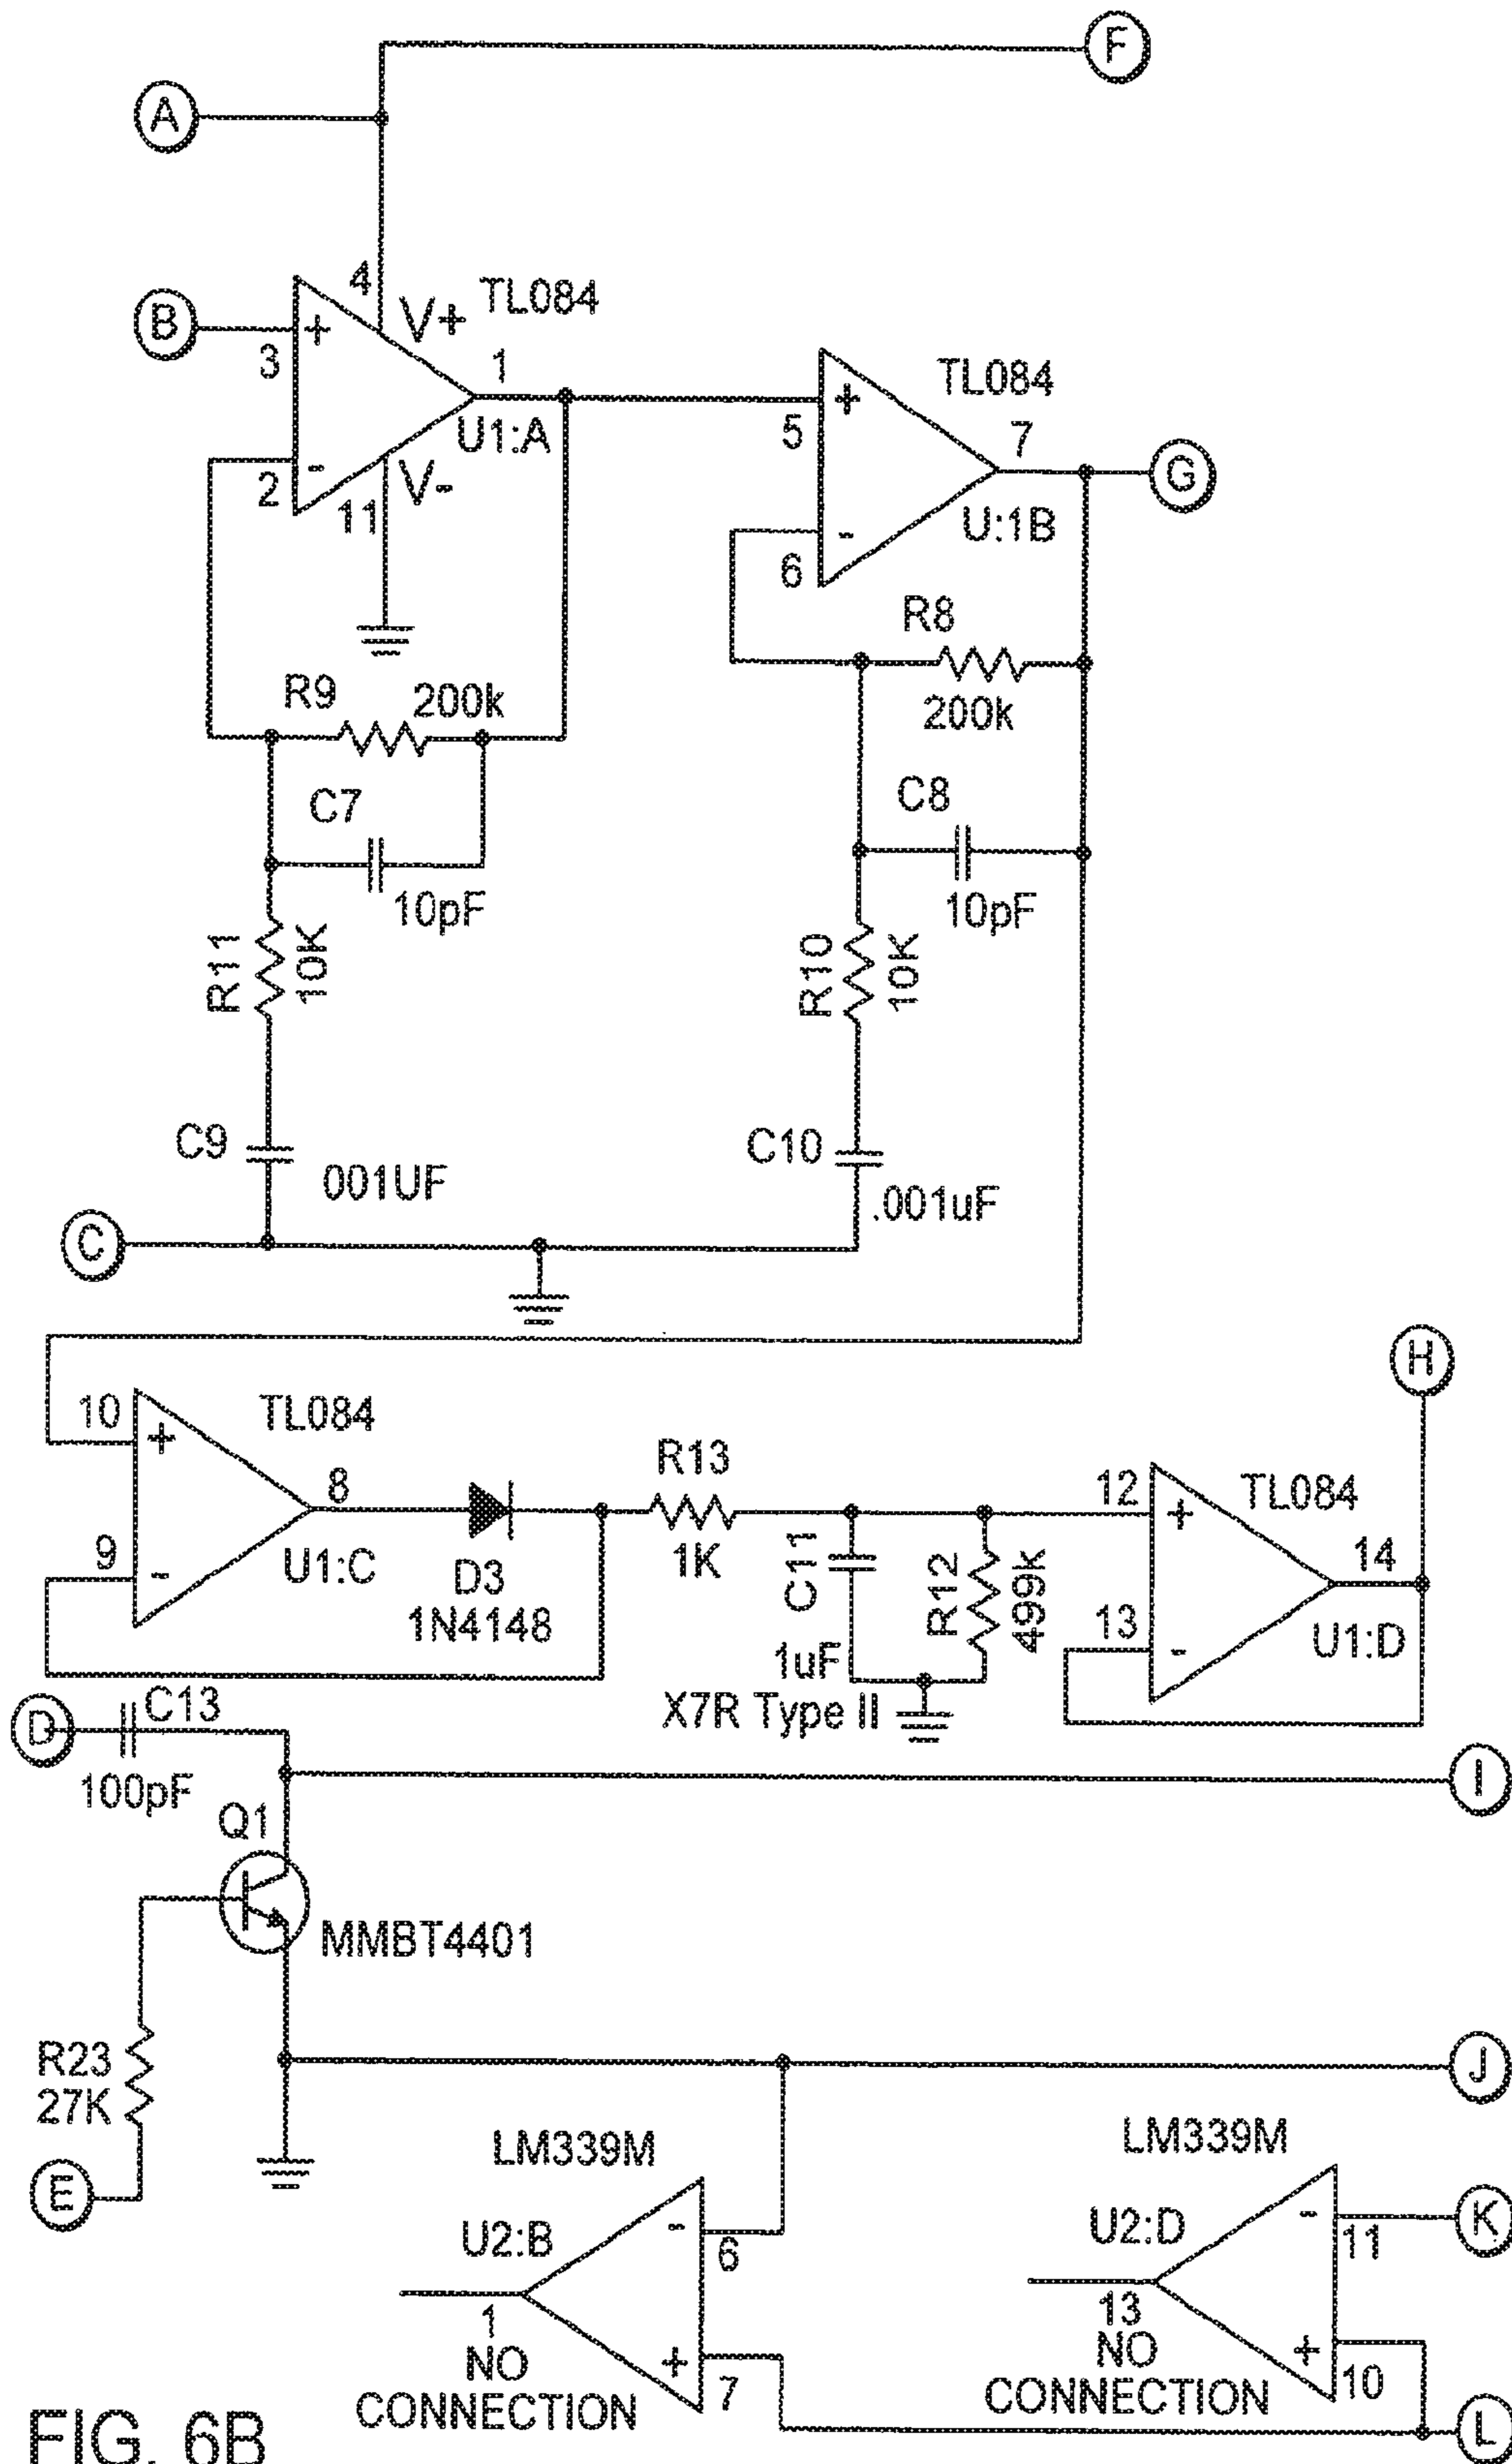 F
A
4
V+
TL084
B
+
3
1
U1:A
-
2
V-
11
TL084
+
5
7
G
U:1B
-
6
R8
200k
R9
200k
C7
10pF
C8
10pF
R11
10K
R10
10K
C9
001UF
C10
.001uF
C
H
10
TL084
+
8
9
-
U1:C
D3
1N4148
R13
1K
C11
1uF
X7R Type II
R12
499k
12
TL084
+
14
13
-
U1:D
D
C13
100pF
I
Q1
MMBT4401
R23
27K
E
J
LM339M
U2:B
-
6
1
NO
CONNECTION
+
7
LM339M
U2:D
-
11
K
13
NO
CONNECTION
+
10
L
FIG. 6B